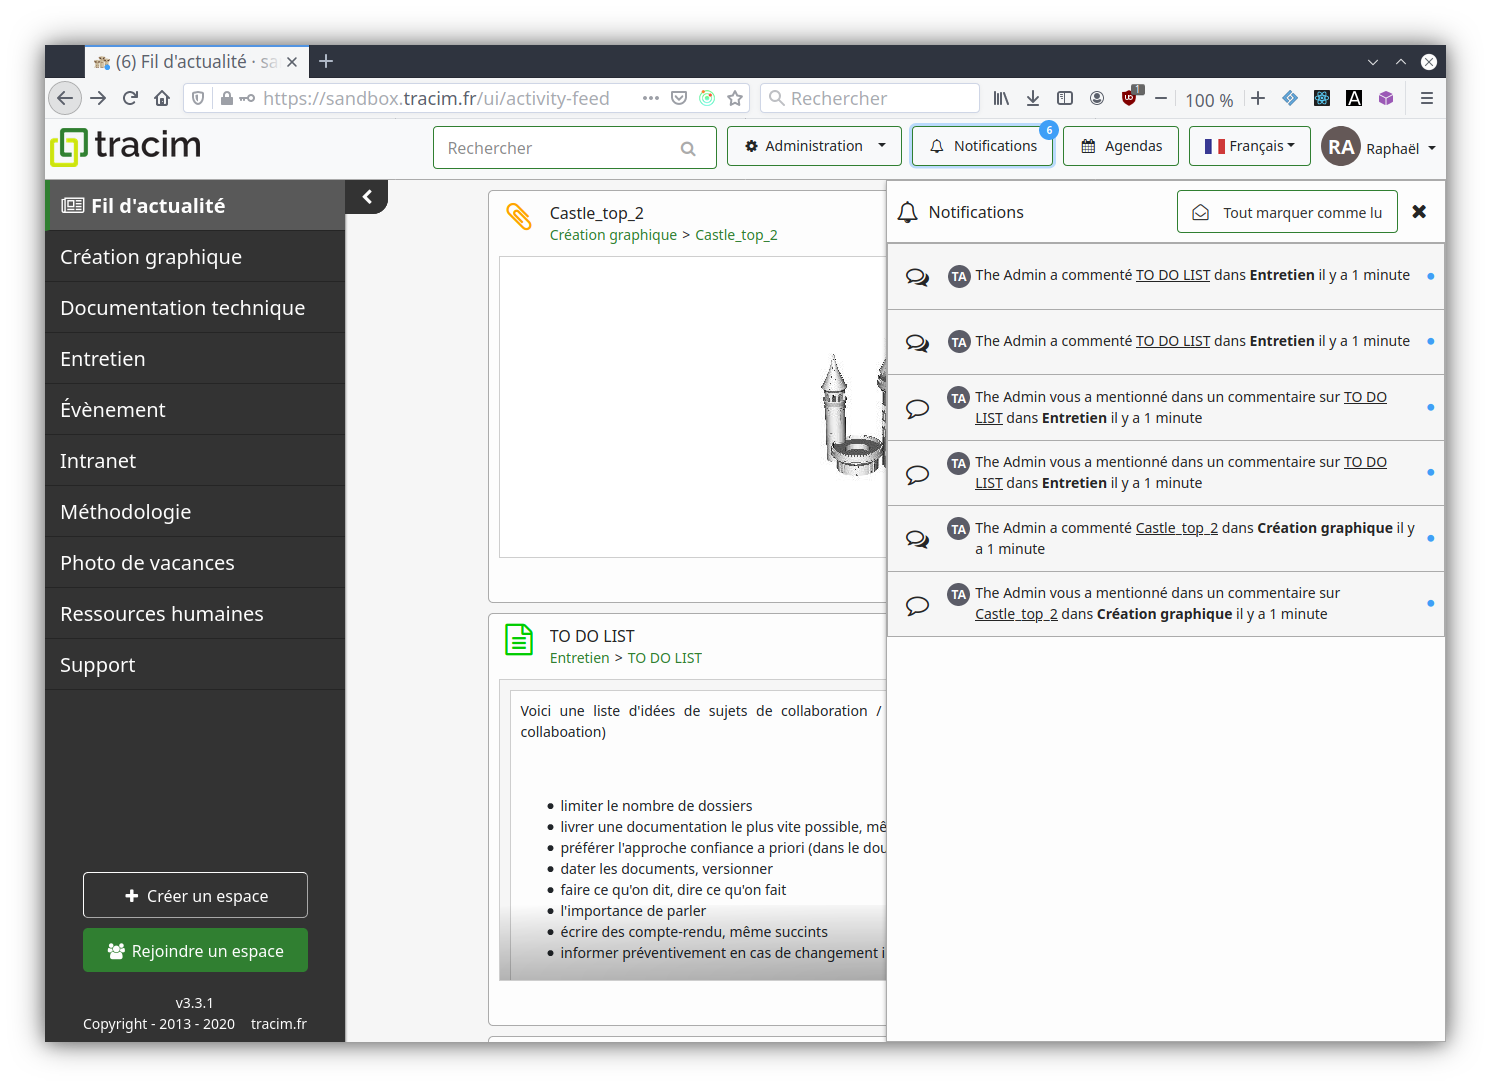 (6) Fil d'actualité · sa
https://sandbox.tracim.fr/ui/activity-feed
Rechercher
1
100 %
A
tracim
Rechercher
Administration
Notifications
6
Agendas
Français
RA
Raphaël
Fil d'actualité
Création graphique
Documentation technique
Entretien
Évènement
Intranet
Méthodologie
Photo de vacances
Ressources humaines
Support
Créer un espace
Rejoindre un espace
v3.3.1
Copyright - 2013 - 2020 tracim.fr
Castle_top_2
Création graphique > Castle_top_2
TO DO LIST
Entretien > TO DO LIST
Voici une liste d'idées de sujets de collaboration /
collaboation)
limiter le nombre de dossiers
livrer une documentation le plus vite possible, mê
préférer l'approche confiance a priori (dans le dou
dater les documents, versionner
faire ce qu'on dit, dire ce qu'on fait
l'importance de parler
écrire des compte-rendu, même succints
informer préventivement en cas de changement i
Notifications
Tout marquer comme lu
TA The Admin a commenté TO DO LIST dans Entretien il y a 1 minute
TA The Admin a commenté TO DO LIST dans Entretien il y a 1 minute
TA The Admin vous a mentionné dans un commentaire sur TO DO
LIST dans Entretien il y a 1 minute
TA The Admin vous a mentionné dans un commentaire sur TO DO
LIST dans Entretien il y a 1 minute
TA The Admin a commenté Castle_top_2 dans Création graphique il y
a 1 minute
TA The Admin vous a mentionné dans un commentaire sur
Castle_top_2 dans Création graphique il y a 1 minute